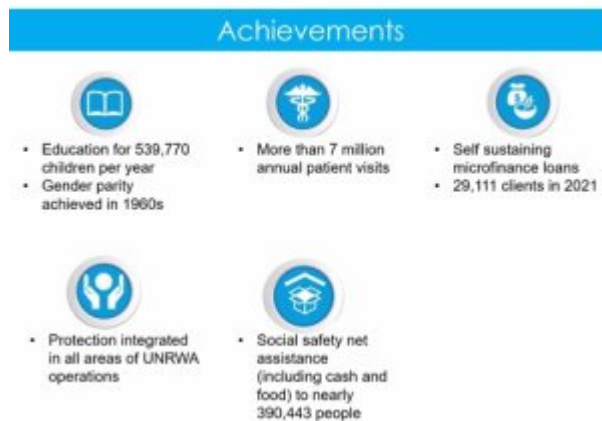 Achievements
• Education for 539,770
children per year
• Gender parity
achieved in 1960s
• More than 7 million
annual patient visits
• Self sustaining
microfinance loans
• 29,111 clients in 2021
• Protection integrated
in all areas of UNRWA
operations
• Social safety net
assistance
(including cash and
food) to nearly
390,443 people